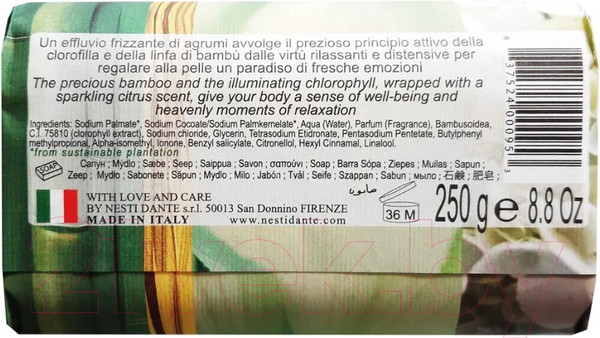 Un effluvio frizzante di agrumi avvolge il prezioso principio attivo della
clorofilla e della linfa di bambù dalle virtù rilassanti e distensive per
regalare alla pelle un paradiso di fresche emozioni
The precious bamboo and the illuminating chlorophyll, wrapped with a
sparkling citrus scent, give your body a sense of well-being and
heavenly moments of relaxation
Ingredients: Sodium Palmate*, Sodium Cocoate/Sodium Palmkernelate*, Aqua (Water), Parfum (Fragrance), Bambusoidea,
C.I. 75810 (clorophyll extract), Sodium chloride, Glycerin, Tetrasodium Etidronate, Pentasodium Pentetate, Butylphenyl
methylpropional, Alpha-isomethyl, Ionone, Benzyl salicylate, Citronellol, Hexyl Cinnamal, Linalool.
*from sustainable plantation
SOAP
Сапун / Mýdlo / Sæbe / Seep / Saippua / Savon / σαπούνι / Soap / Barra Sópa / Ziepes / Muilas / Sapun /
Zeep / Mydło / Sabonete / Săpun / Mydlo / Milo / Jabón / Tvål / Seife / Szappan / Sabun / мыло / 石鹸 / 肥皂 /
صابون
WITH LOVE AND CARE
BY NESTI DANTE s.r.l. 50013 San Donnino FIRENZE
MADE IN ITALY www.nestidante.com
36 M
250 g e 8.8 Oz
8 375240 00095 3